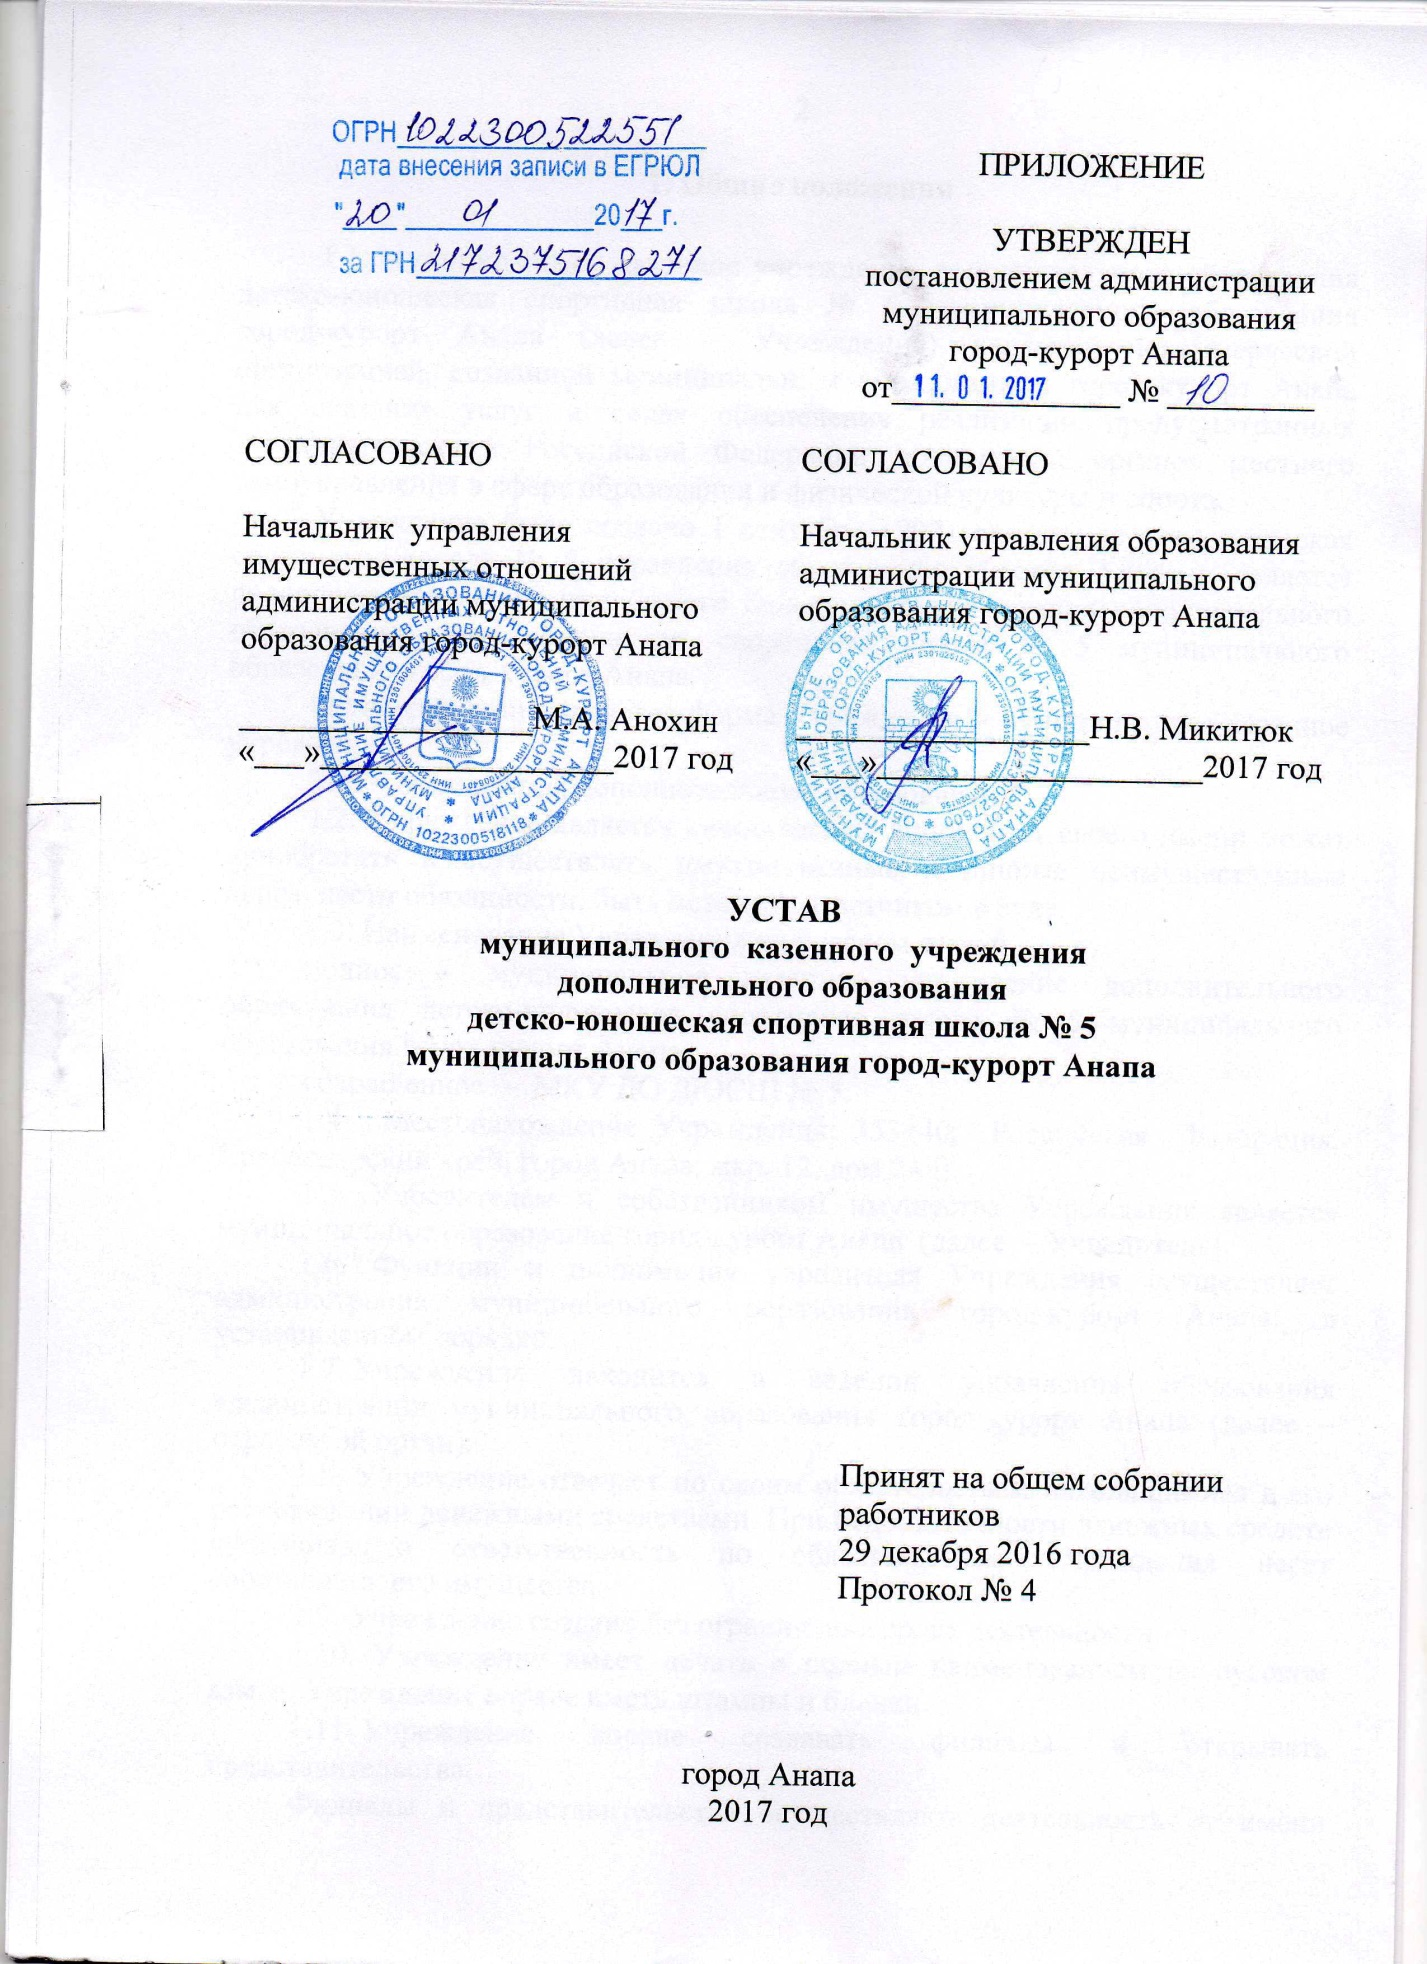 ОГРН 1022300522551
дата внесения записи в ЕГРЮЛ
"20" 01 2017 г.
за ГРН 2172375168271
ПРИЛОЖЕНИЕ
УТВЕРЖДЕН
постановлением администрации
муниципального образования
город-курорт Анапа
от 11.01.2017 № 10
СОГЛАСОВАНО
Начальник управления
имущественных отношений
администрации муниципального
образования город-курорт Анапа
М.А. Анохин
«___»__________________2017 год
СОГЛАСОВАНО
Начальник управления образования
администрации муниципального
образования город-курорт Анапа
Н.В. Микитюк
«___»____________________2017 год
ОГРН 1022300518118
УСТАВ
муниципального казенного учреждения
дополнительного образования
детско-юношеская спортивная школа № 5
муниципального образования город-курорт Анапа
Принят на общем собрании
работников
29 декабря 2016 года
Протокол № 4
город Анапа
2017 год